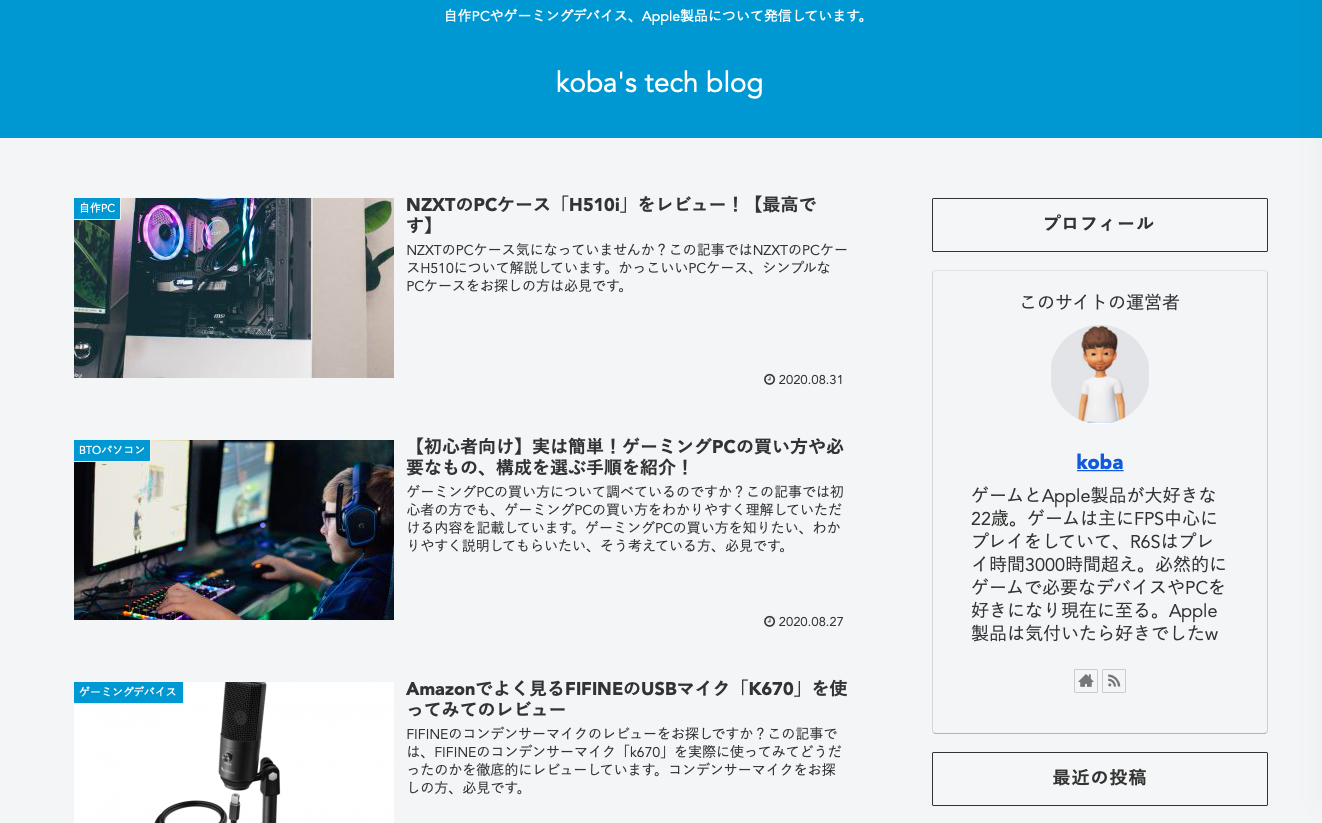 自作PCやゲーミングデバイス、Apple製品について発信しています。
koba's tech blog
自作PC
NZXTのPCケース「H510i」をレビュー！【最高で
す】
NZXTのPCケース気になっていませんか？この記事ではNZXTのPCケー
スH510について解説しています。かっこいいPCケース、シンプルな
PCケースをお探しの方は必見です。
2020.08.31
BTOパソコン
【初心者向け】実は簡単！ゲーミングPCの買い方や必
要なもの、構成を選ぶ手順を紹介！
ゲーミングPCの買い方について調べているのですか？この記事では初
心者の方でも、ゲーミングPCの買い方をわかりやすく理解していただ
ける内容を記載しています。ゲーミングPCの買い方を知りたい、わか
りやすく説明してもらいたい、そう考えている方、必見です。
2020.08.27
ゲーミングデバイス
Amazonでよく見るFIFINEのUSBマイク「K670」を使
ってみてのレビュー
FIFINEのコンデンサーマイクのレビューをお探しですか？この記事で
は、FIFINEのコンデンサーマイク「k670」を実際に使ってみてどうだ
ったのかを徹底的にレビューしています。コンデンサーマイクをお探
しの方、必見です。
プロフィール
このサイトの運営者
koba
ゲームとApple製品が大好きな
22歳。ゲームは主にFPS中心に
プレイをしていて、R6Sはプレ
イ時間3000時間超え。必然的に
ゲームで必要なデバイスやPCを
好きになり現在に至る。Apple
製品は気付いたら好きでしたw
最近の投稿